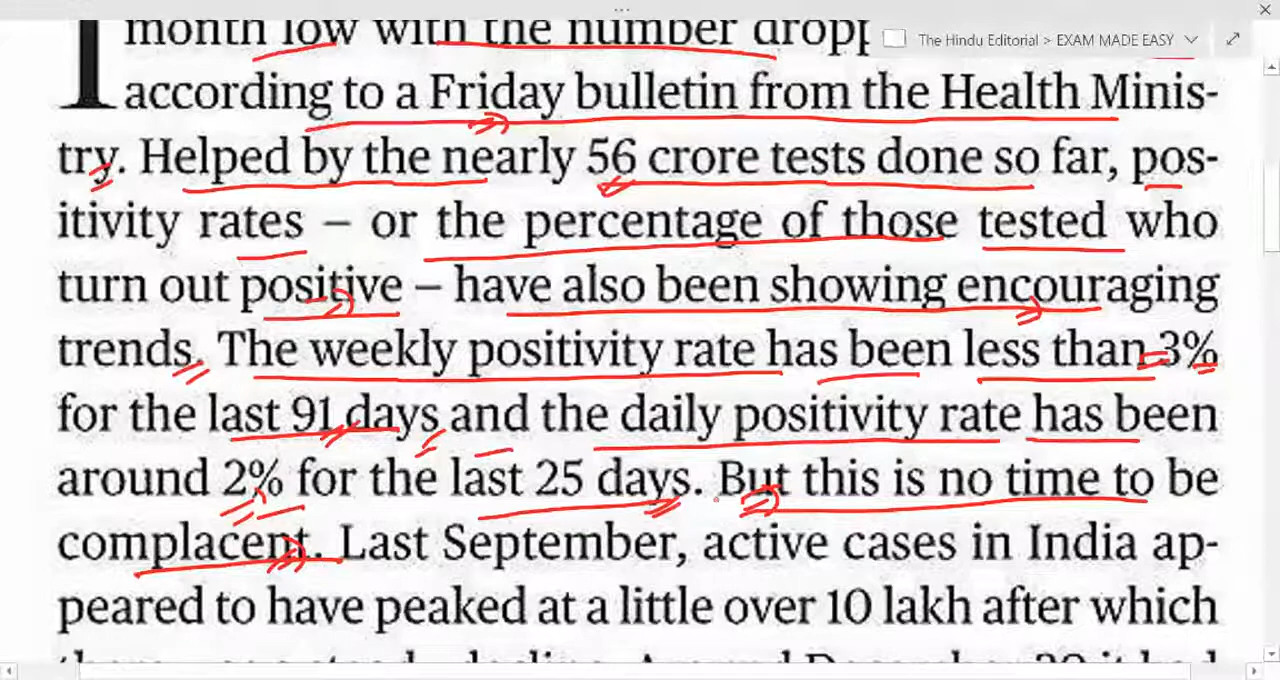 month low with the number dropp
The Hindu Editorial > EXAM MADE EASY
I
according to a Friday bulletin from the Health Minis-
try. Helped by the nearly 56 crore tests done so far, pos-
itivity rates – or the percentage of those tested who
turn out positive – have also been showing encouraging
trends. The weekly positivity rate has been less than 3%
for the last 91 days and the daily positivity rate has been
around 2% for the last 25 days. But this is no time to be
complacent. Last September, active cases in India ap-
peared to have peaked at a little over 10 lakh after which